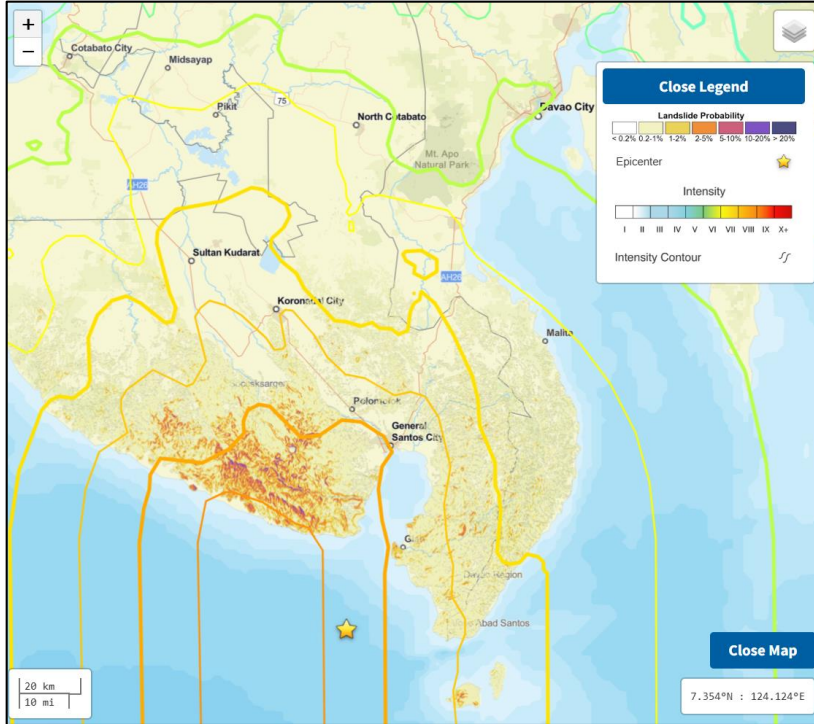 +
−
Cotabato City
Midsayap
Pikit
75
North Cotabato
Davao City
Mt. Apo
Natural Park
AH26
Sultan Kudarat
AH26
Koronadal City
Malita
Polomolok
General
Santos City
Davao Region
Abad Santos
Close Legend
Landslide Probability
< 0.2% 0.2-1% 1-2% 2-5% 5-10% 10-20% > 20%
Epicenter
Intensity
I II III IV V VI VII VIII IX X+
Intensity Contour
20 km
10 mi
Close Map
7.354°N : 124.124°E